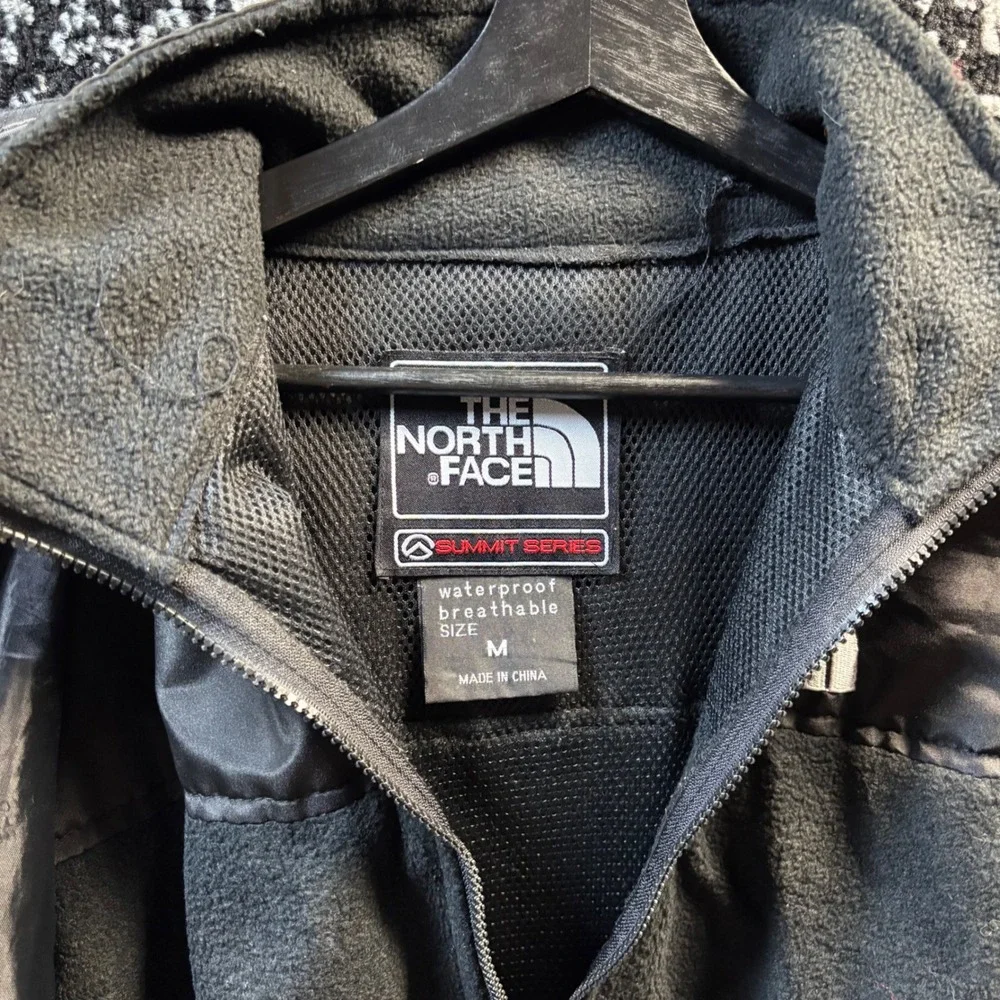 THE
NORTH
®FACE
SUMMIT SERIES
waterproof
breathable
SIZE
M
MADE IN CHINA